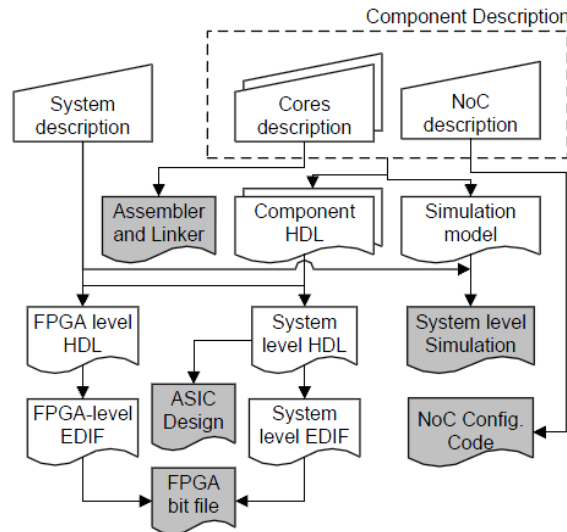 Component Description
System
description
Cores
description
NoC
description
Assembler
and Linker
Component
HDL
Simulation
model
FPGA level
HDL
System
level HDL
System level
Simulation
FPGA-level
EDIF
ASIC
Design
System
level EDIF
NoC Config.
Code
FPGA
bit file